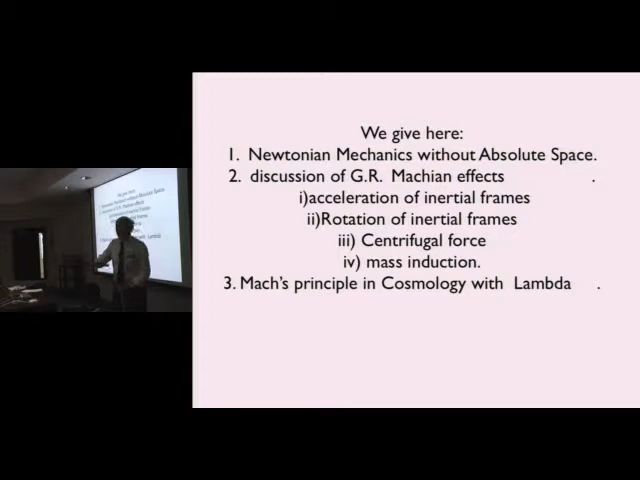 We give here:
1. Newtonian Mechanics without Absolute Space.
2. discussion of G.R. Machian effects .
i)acceleration of inertial frames
ii)Rotation of inertial frames
iii) Centrifugal force
iv) mass induction.
3. Mach's principle in Cosmology with Lambda .